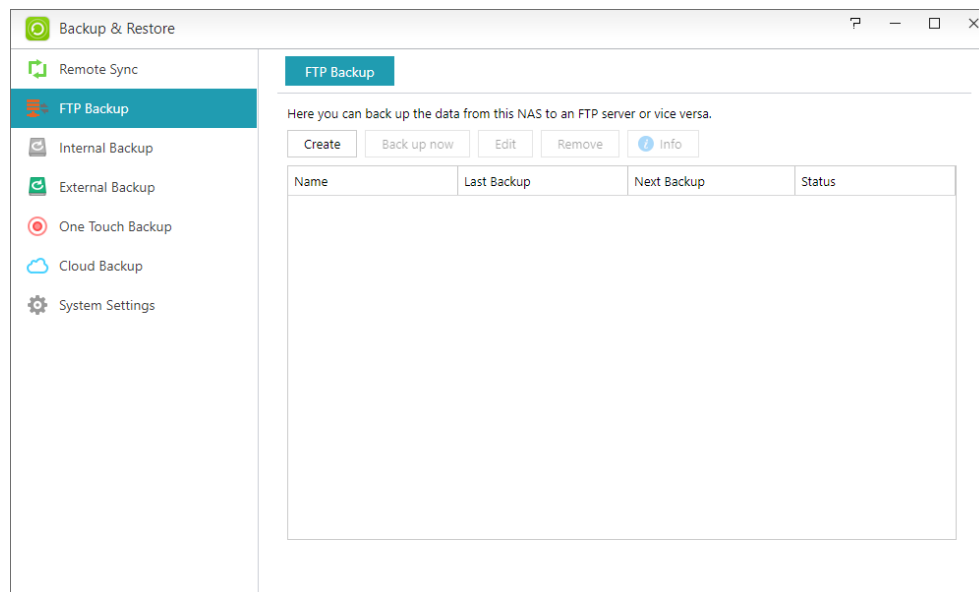 Backup & Restore
Remote Sync
FTP Backup
Internal Backup
External Backup
One Touch Backup
Cloud Backup
System Settings
FTP Backup
Here you can back up the data from this NAS to an FTP server or vice versa.
Create Back up now Edit Remove Info
Name Last Backup Next Backup Status